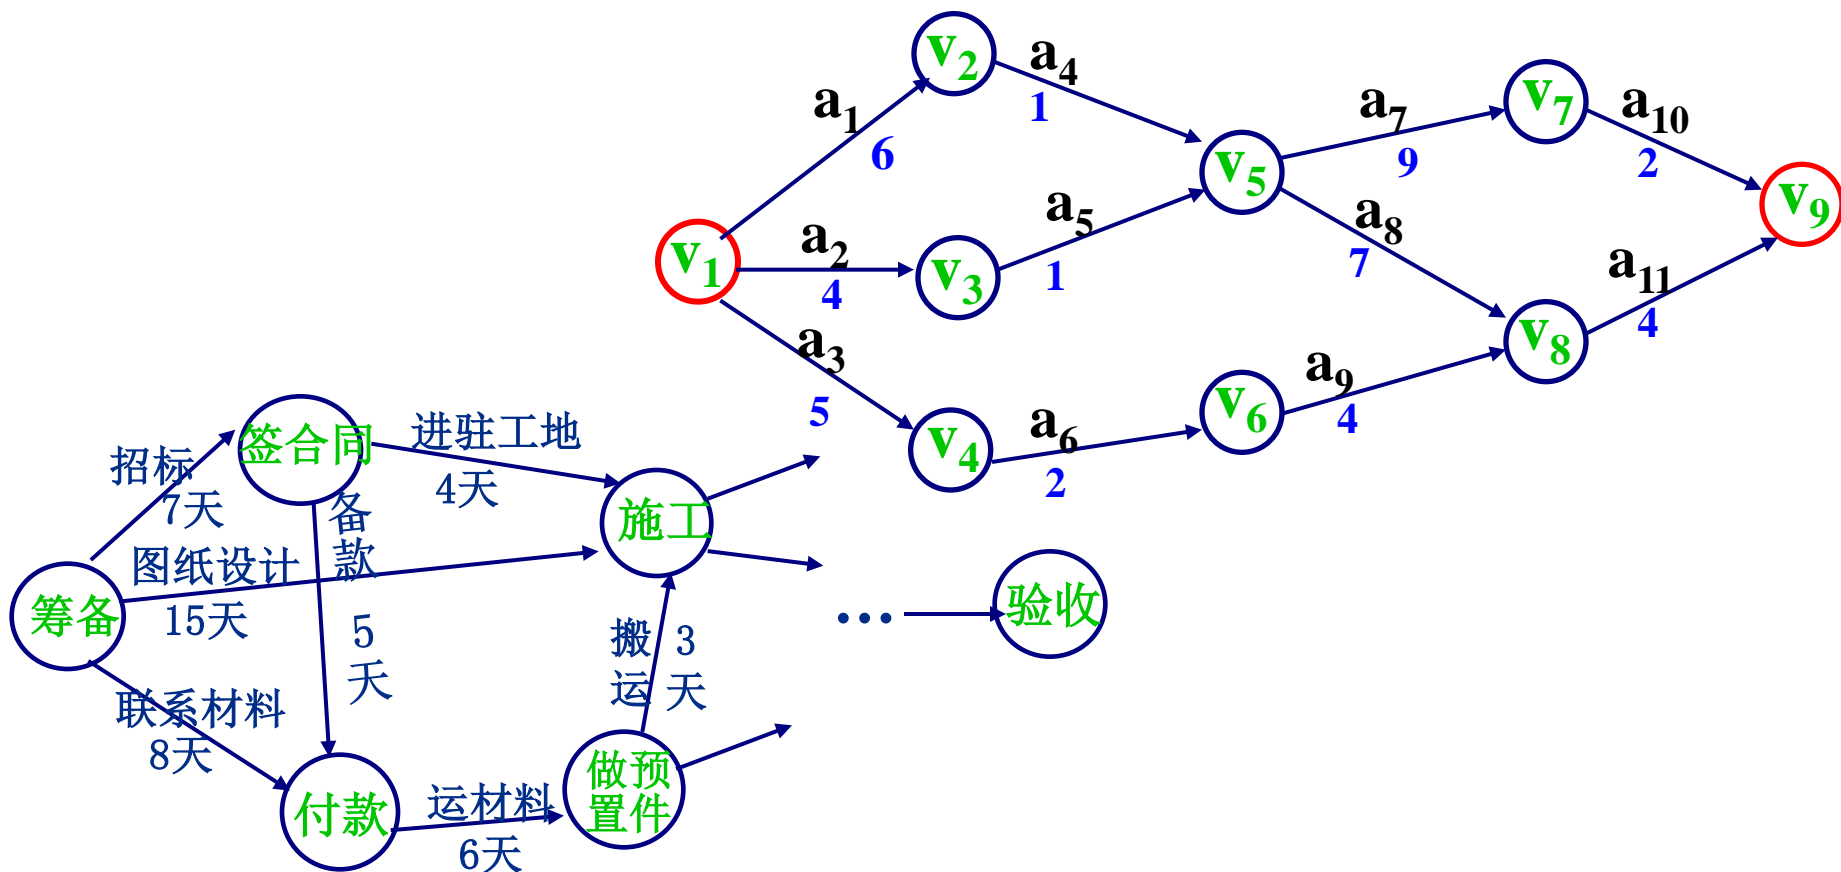 v2
a4
1
a1
6
a7
9
v7
a10
2
v5
v9
a5
1
a8
7
v1
a2
4
v3
a11
4
a3
5
v8
a9
4
v6
a6
2
v4
签合同
进驻工地
4天
招标
7天
备款
5天
施工
图纸设计
15天
筹备
搬运
3天
…
验收
联系材料
8天
付款
运材料
6天
做预
置件